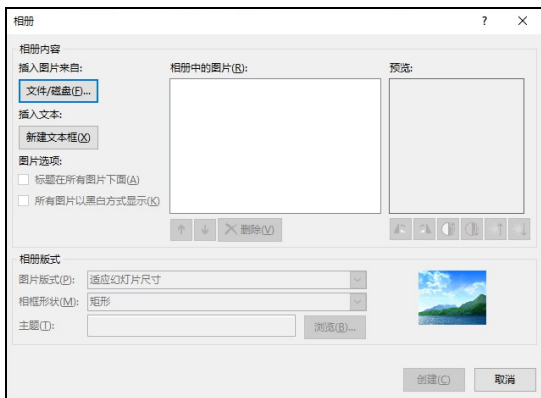 相册
?
相册内容
插入图片来自:
相册中的图片(R):
预览:
文件/磁盘(F)...
插入文本:
新建文本框(X)
图片选项:
标题在所有图片下面(A)
所有图片以黑白方式显示(K)
删除(V)
相册版式
图片版式(P): 适应幻灯片尺寸
相框形状(M): 矩形
主题(T):
浏览(B)...
创建(C)
取消